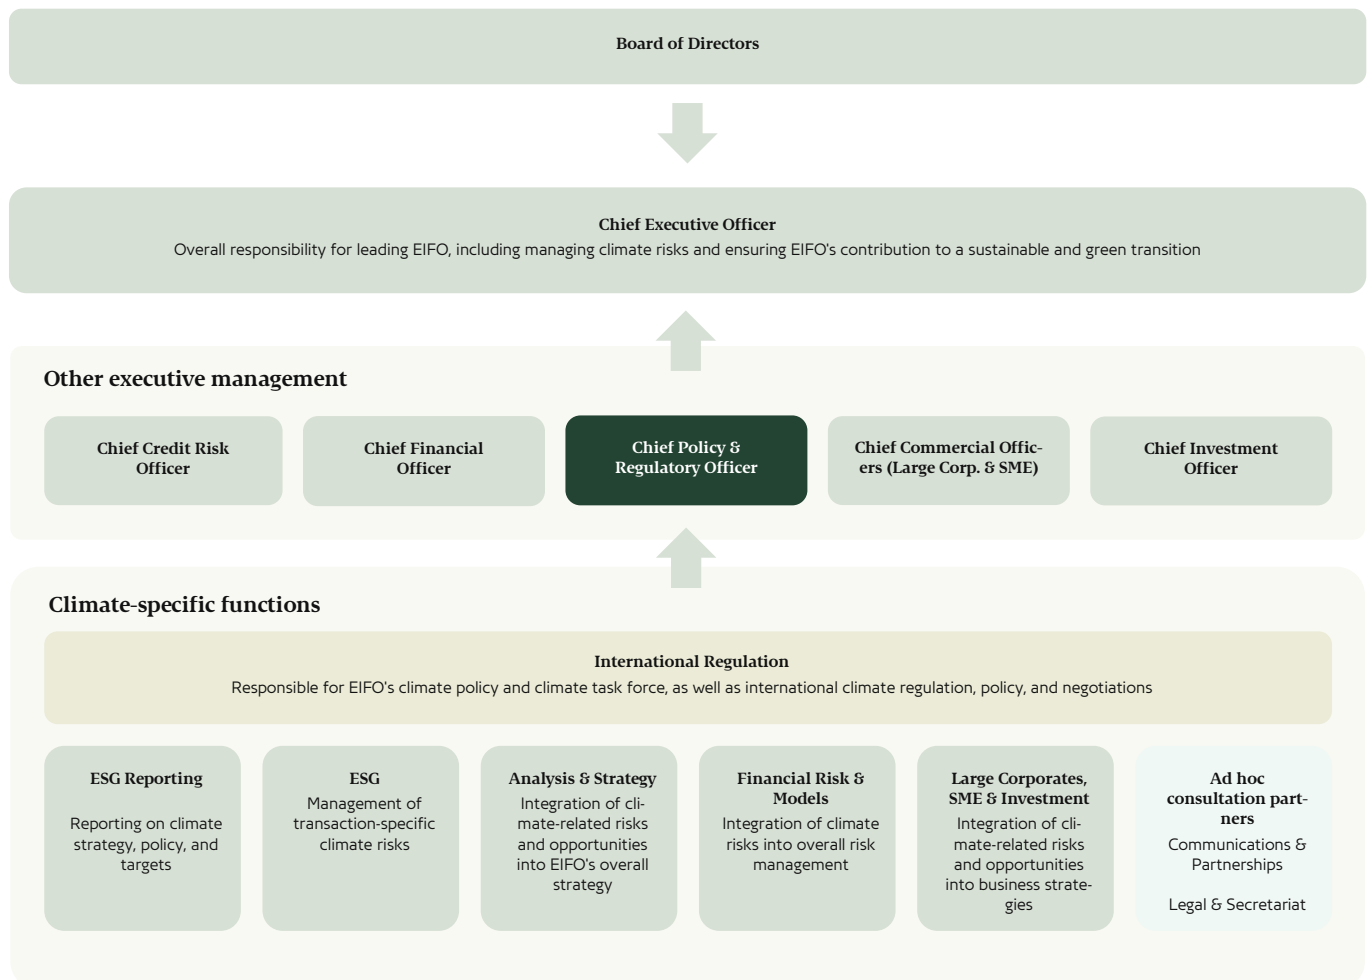 Board of Directors
Chief Executive Officer
Overall responsibility for leading EIFO, including managing climate risks and ensuring EIFO's contribution to a sustainable and green transition
Other executive management
Chief Credit Risk
Officer
Chief Financial
Officer
Chief Policy &
Regulatory Officer
Chief Commercial Offic-
ers (Large Corp. & SME)
Chief Investment
Officer
Climate-specific functions
International Regulation
Responsible for EIFO's climate policy and climate task force, as well as international climate regulation, policy, and negotiations
ESG Reporting
Reporting on climate
strategy, policy, and
targets
ESG
Management of
transaction-specific
climate risks
Analysis & Strategy
Integration of cli-
mate-related risks
and opportunities
into EIFO's overall
strategy
Financial Risk &
Models
Integration of climate
risks into overall risk
management
Large Corporates,
SME & Investment
Integration of cli-
mate-related risks
and opportunities
into business strate-
gies
Ad hoc
consultation part-
ners
Communications &
Partnerships
Legal & Secretariat